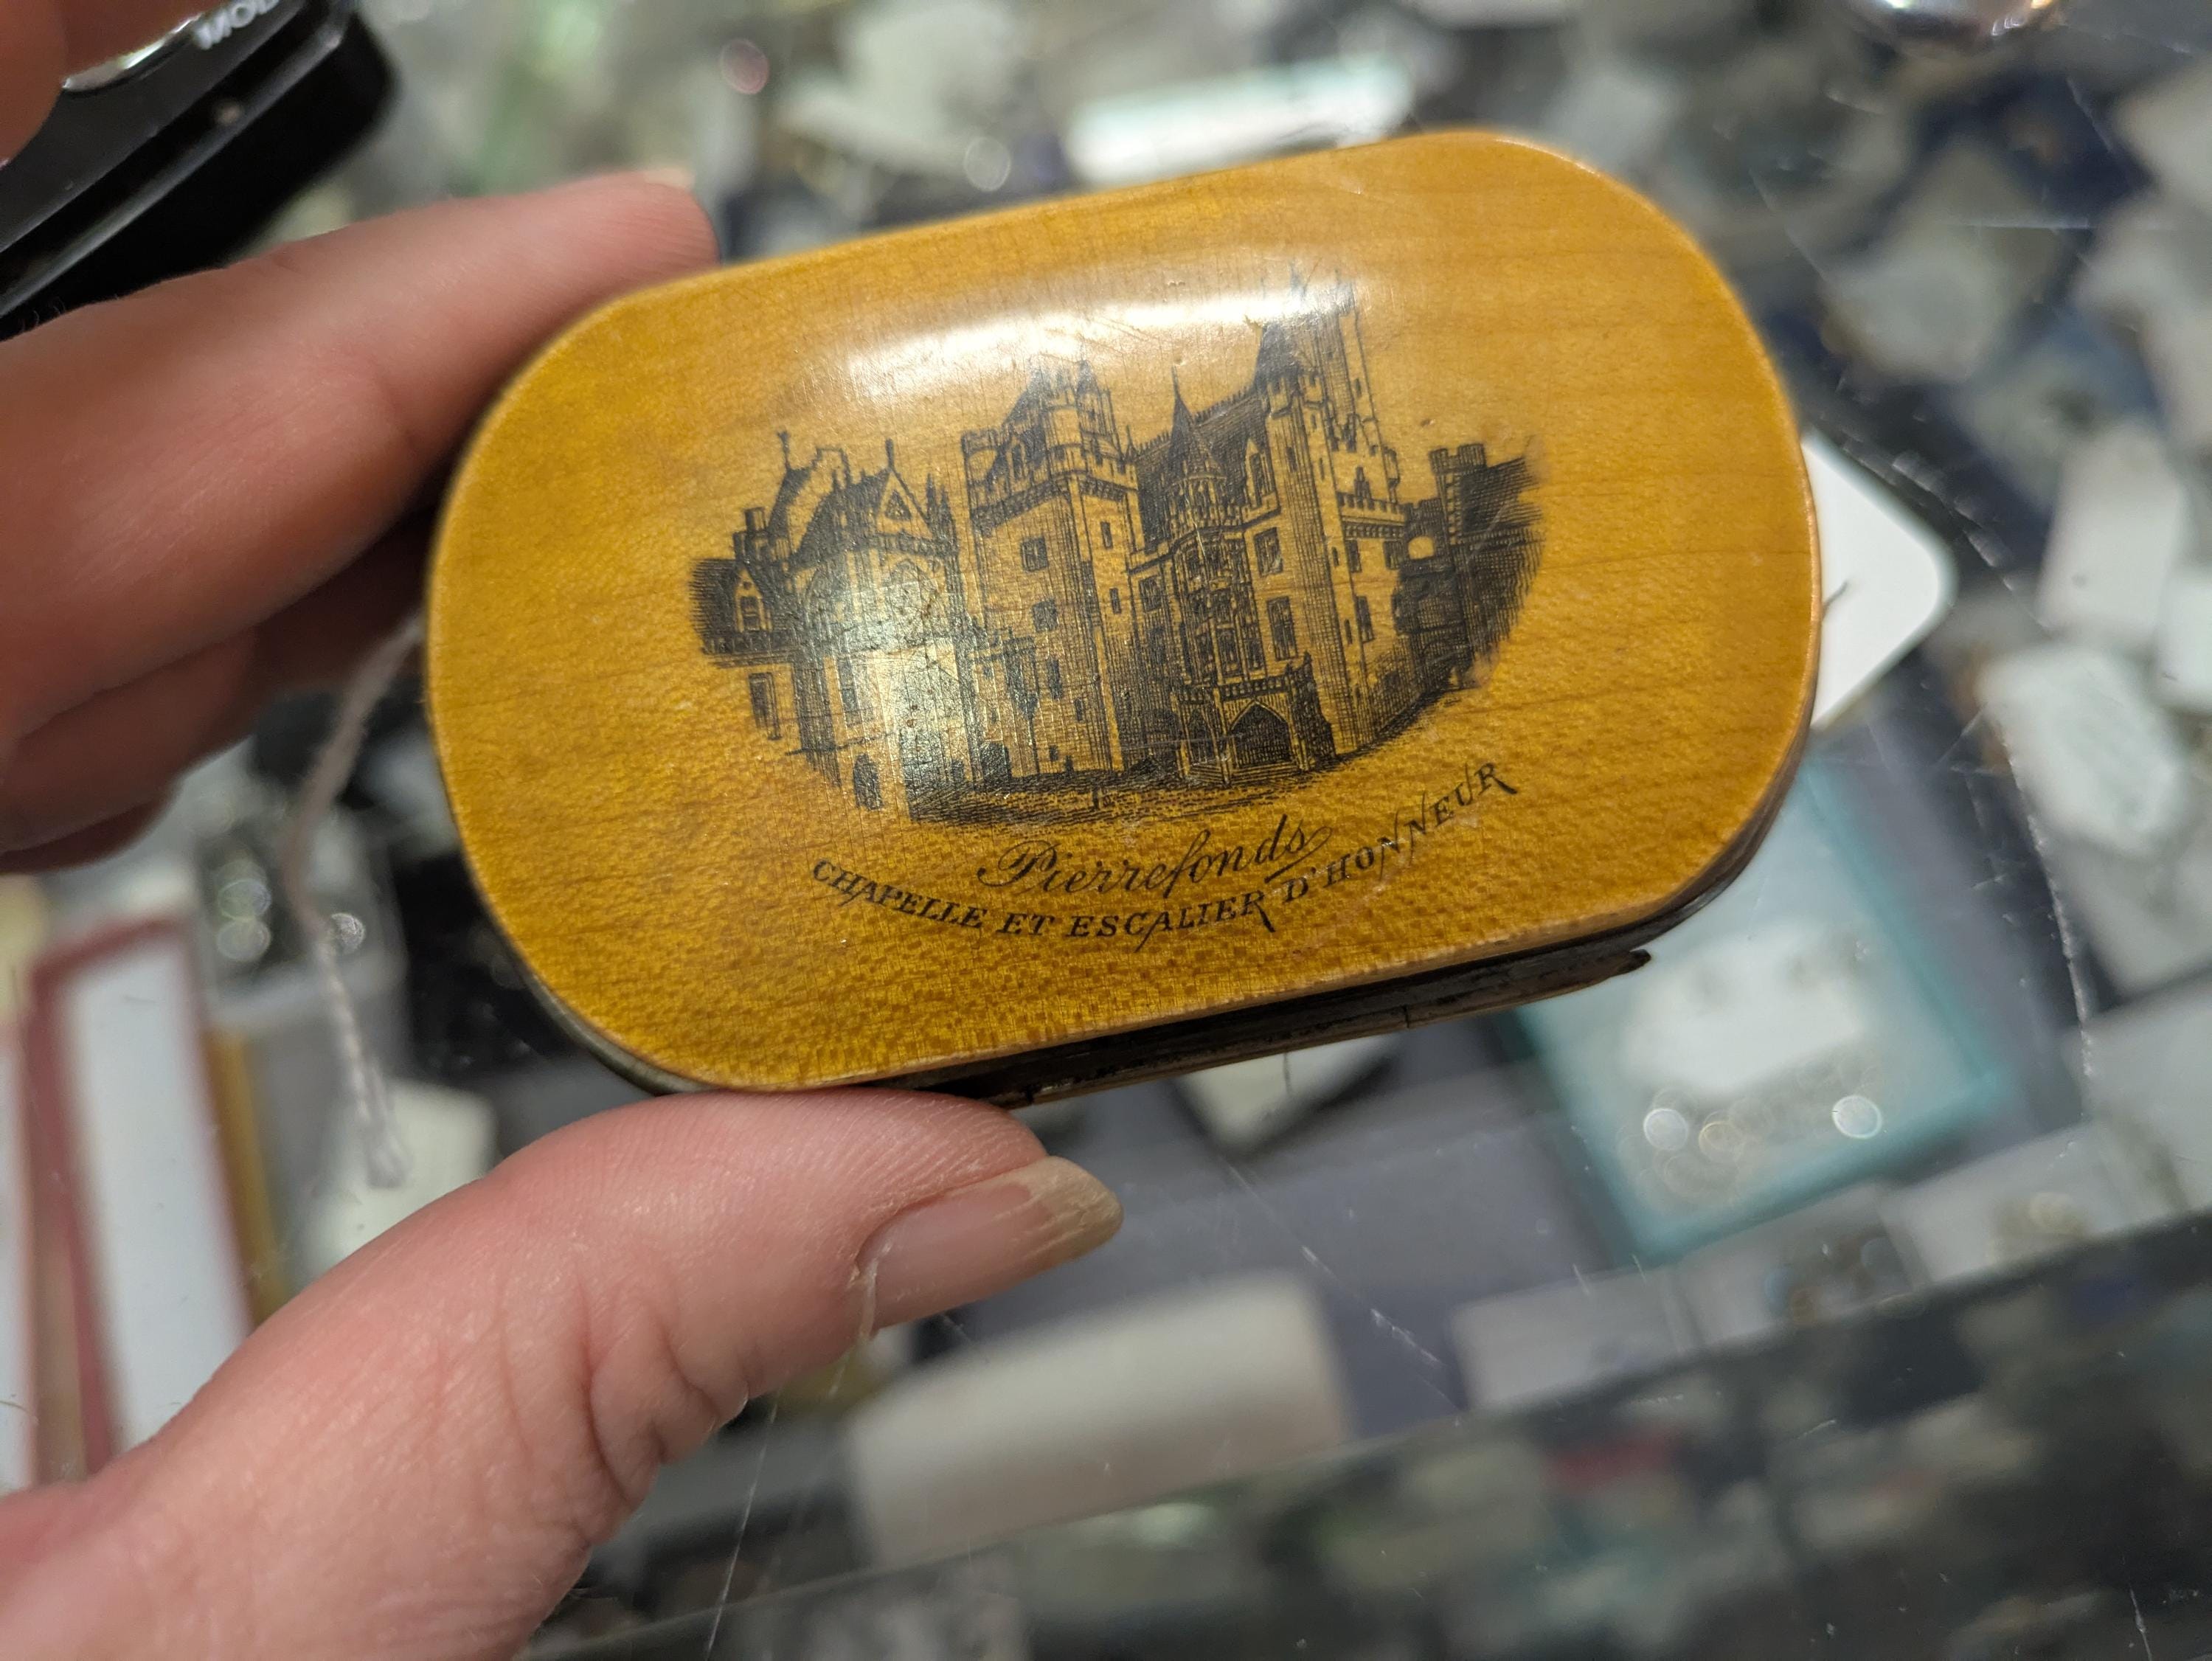 Pierrefonds
CHAPELLE ET ESCALIER D'HONNEUR